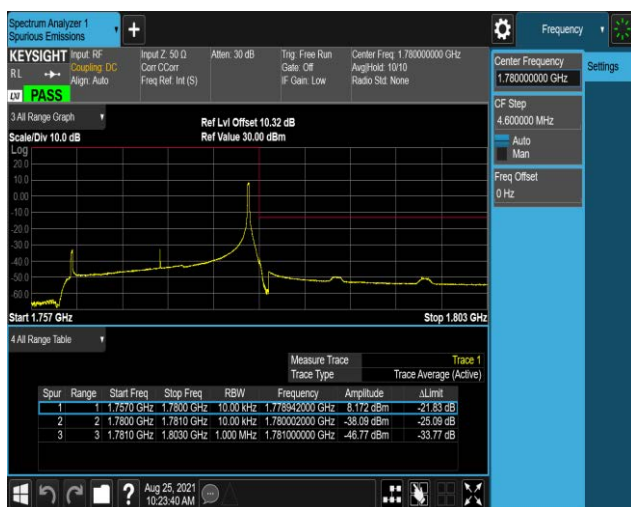 Spectrum Analyzer 1
Spurious Emissions
+
Frequency
KEYSIGHT
RL
LXI PASS
Input: RF
Coupling: DC
Align: Auto
Input Z: 50 Ω
Corr CCorr
Freq Ref: Int (S)
Atten: 30 dB
Trig: Free Run
Gate: Off
IF Gain: Low
Center Freq: 1.780000000 GHz
Avg|Hold: 10/10
Radio Std: None
Center Frequency
1.780000000 GHz
Settings
CF Step
4.600000 MHz
Auto
Man
Freq Offset
0 Hz
3 All Range Graph
Scale/Div 10.0 dB
Ref Lvl Offset 10.32 dB
Ref Value 30.00 dBm
Log
20.0
10.0
0.00
-10.0
-20.0
-30.0
-40.0
-50.0
-60.0
Start 1.757 GHz
Stop 1.803 GHz
4 All Range Table
Measure Trace Trace 1
Trace Type Trace Average (Active)
Spur Range Start Freq Stop Freq RBW Frequency Amplitude ΔLimit
1 1 1.7570 GHz 1.7800 GHz 10.00 kHz 1.778942000 GHz 8.172 dBm -21.83 dB
2 2 1.7800 GHz 1.7810 GHz 10.00 kHz 1.780002000 GHz -38.09 dBm -25.09 dB
3 3 1.7810 GHz 1.8030 GHz 1.000 MHz 1.781000000 GHz -46.77 dBm -33.77 dB
?
Aug 25, 2021
10:23:40 AM